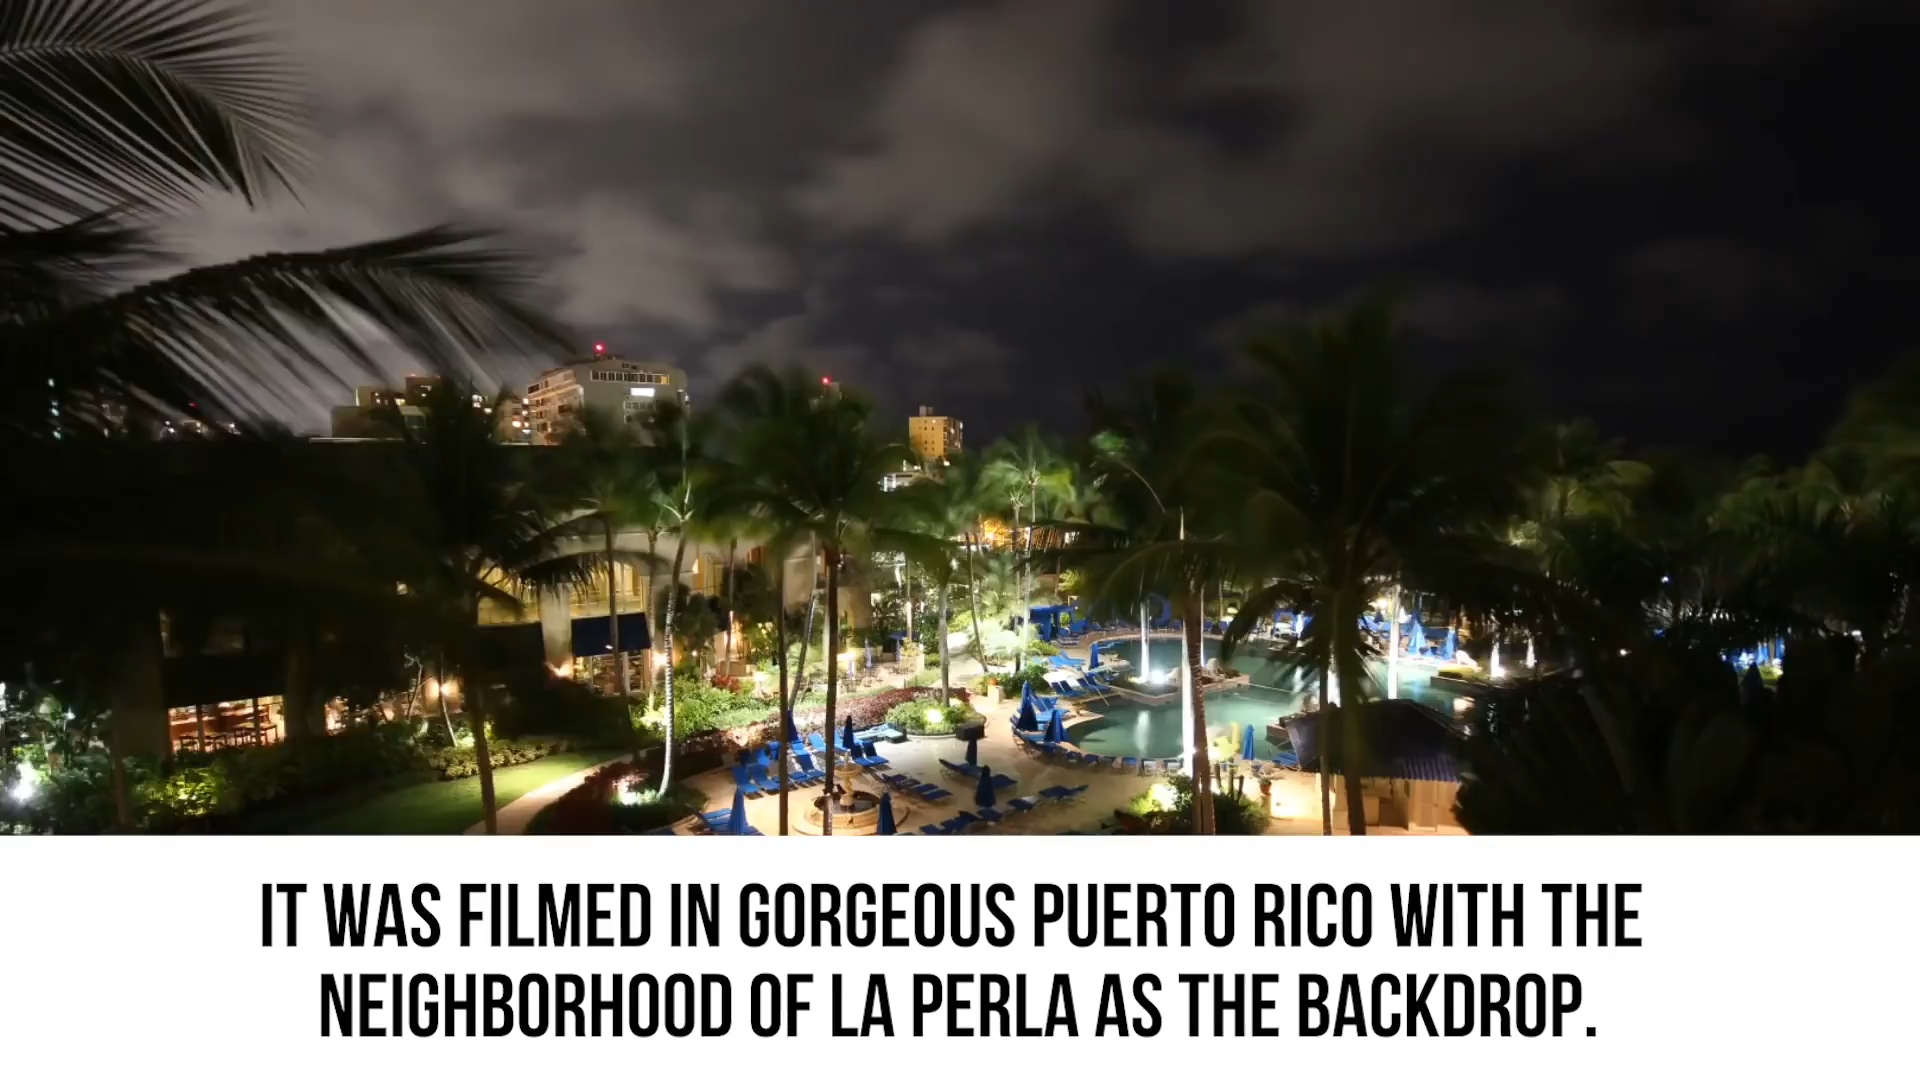 IT WAS FILMED IN GORGEOUS PUERTO RICO WITH THE
NEIGHBORHOOD OF LA PERLA AS THE BACKDROP.